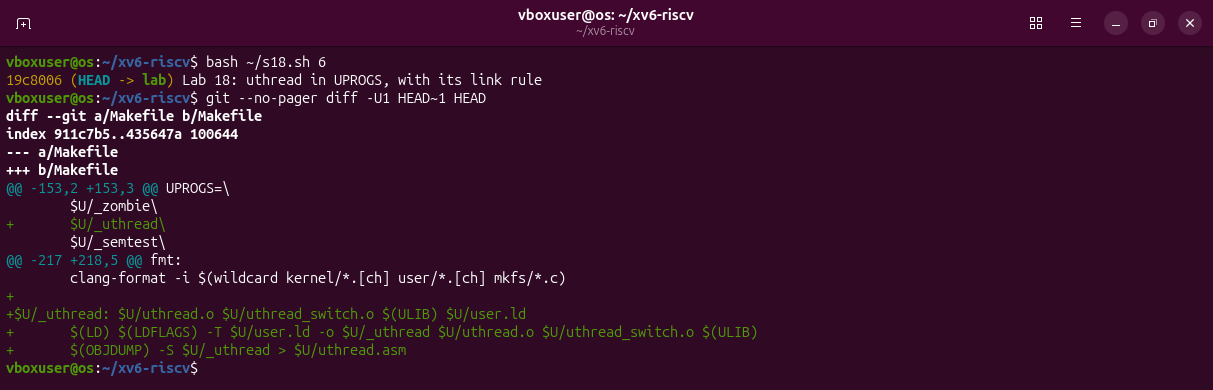 vboxuser@os: ~/xv6-riscv
~/xv6-riscv
vboxuser@os:~/xv6-riscv$ bash ~/s18.sh 6
19c8006 (HEAD -> lab) Lab 18: uthread in UPROGS, with its link rule
vboxuser@os:~/xv6-riscv$ git --no-pager diff -U1 HEAD~1 HEAD
diff --git a/Makefile b/Makefile
index 911c7b5..435647a 100644
--- a/Makefile
+++ b/Makefile
@@ -153,2 +153,3 @@ UPROGS=\
        $U/_zombie\
+       $U/_uthread\
        $U/_semtest\
@@ -217 +218,5 @@ fmt:
        clang-format -i $(wildcard kernel/*.[ch] user/*.[ch] mkfs/*.c)
+
+$U/_uthread: $U/uthread.o $U/uthread_switch.o $(ULIB) $U/user.ld
+       $(LD) $(LDFLAGS) -T $U/user.ld -o $U/_uthread $U/uthread.o $U/uthread_switch.o $(ULIB)
+       $(OBJDUMP) -S $U/_uthread > $U/uthread.asm
vboxuser@os:~/xv6-riscv$